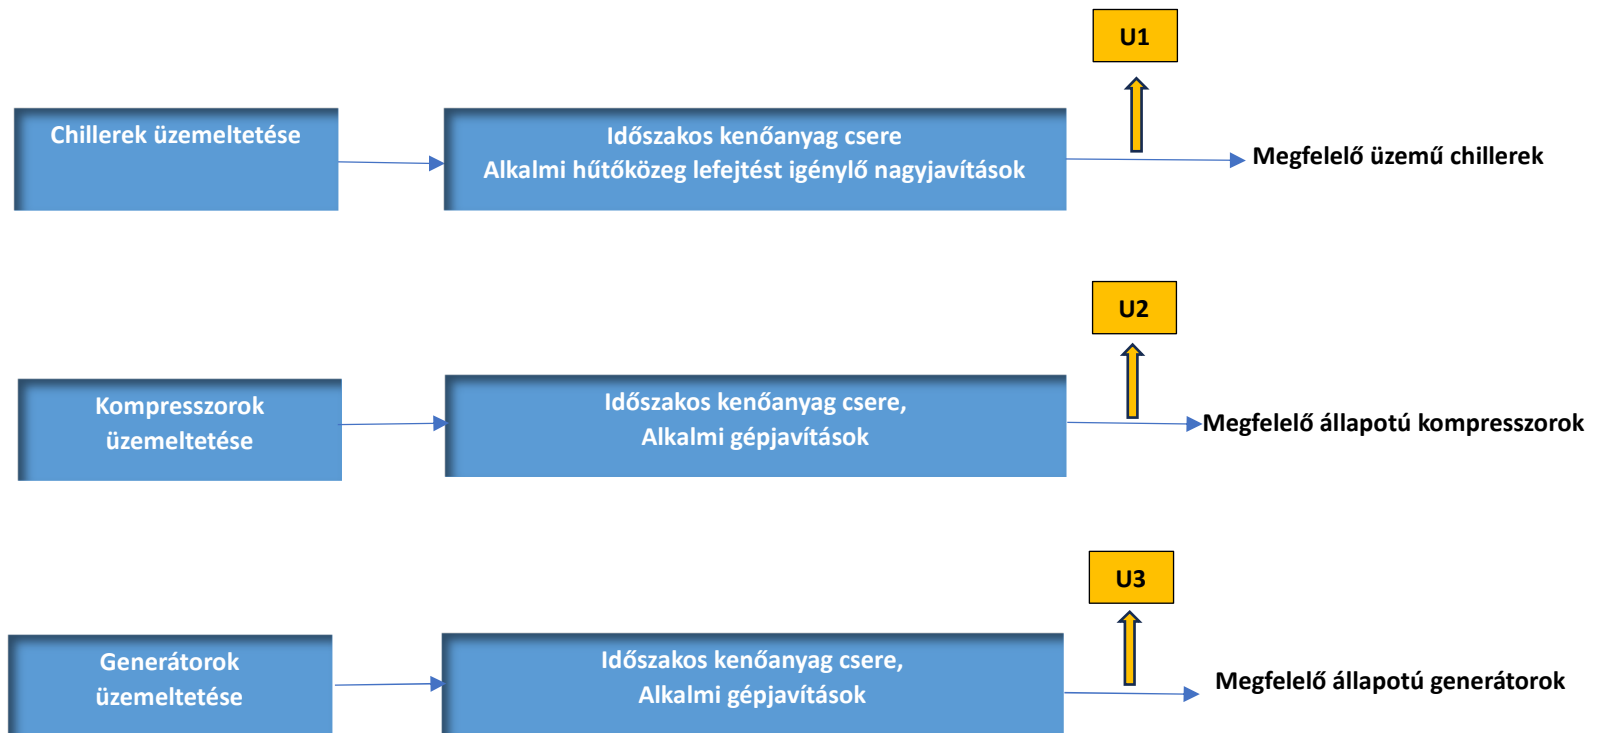 U1
Chillerek üzemeltetése
Időszakos kenőanyag csere
Alkalmi hűtőközeg lefejtést igénylő nagyjavítások
Megfelelő üzemű chillerek
U2
Kompresszorok
üzemeltetése
Időszakos kenőanyag csere,
Alkalmi gépjavítások
Megfelelő állapotú kompresszorok
U3
Generátorok
üzemeltetése
Időszakos kenőanyag csere,
Alkalmi gépjavítások
Megfelelő állapotú generátorok